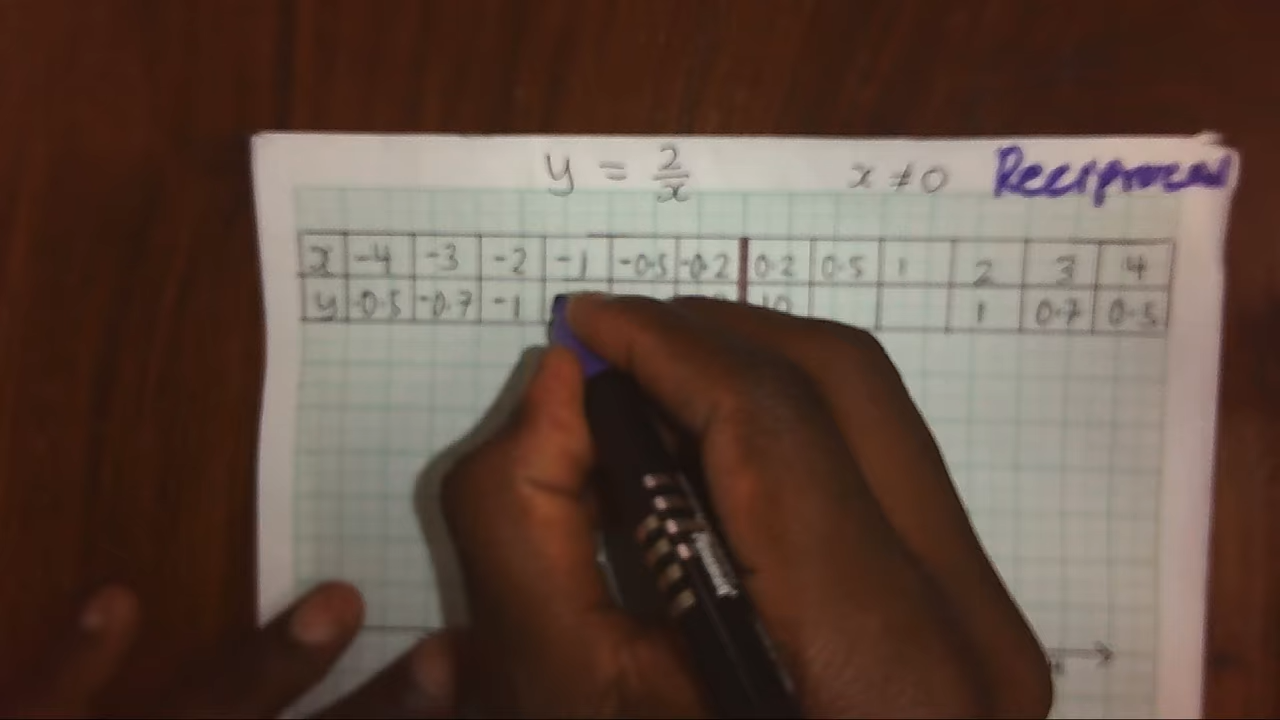 y = 2/x x ≠ 0 Reciprocal
x -4 -3 -2 -1 -0.5 -0.2 0.2 0.5 1 2 3 4
y -0.5 -0.7 -1 10 1 0.7 0.5